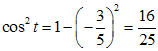 cos² t = 1 − (−3/5)² = 16/25